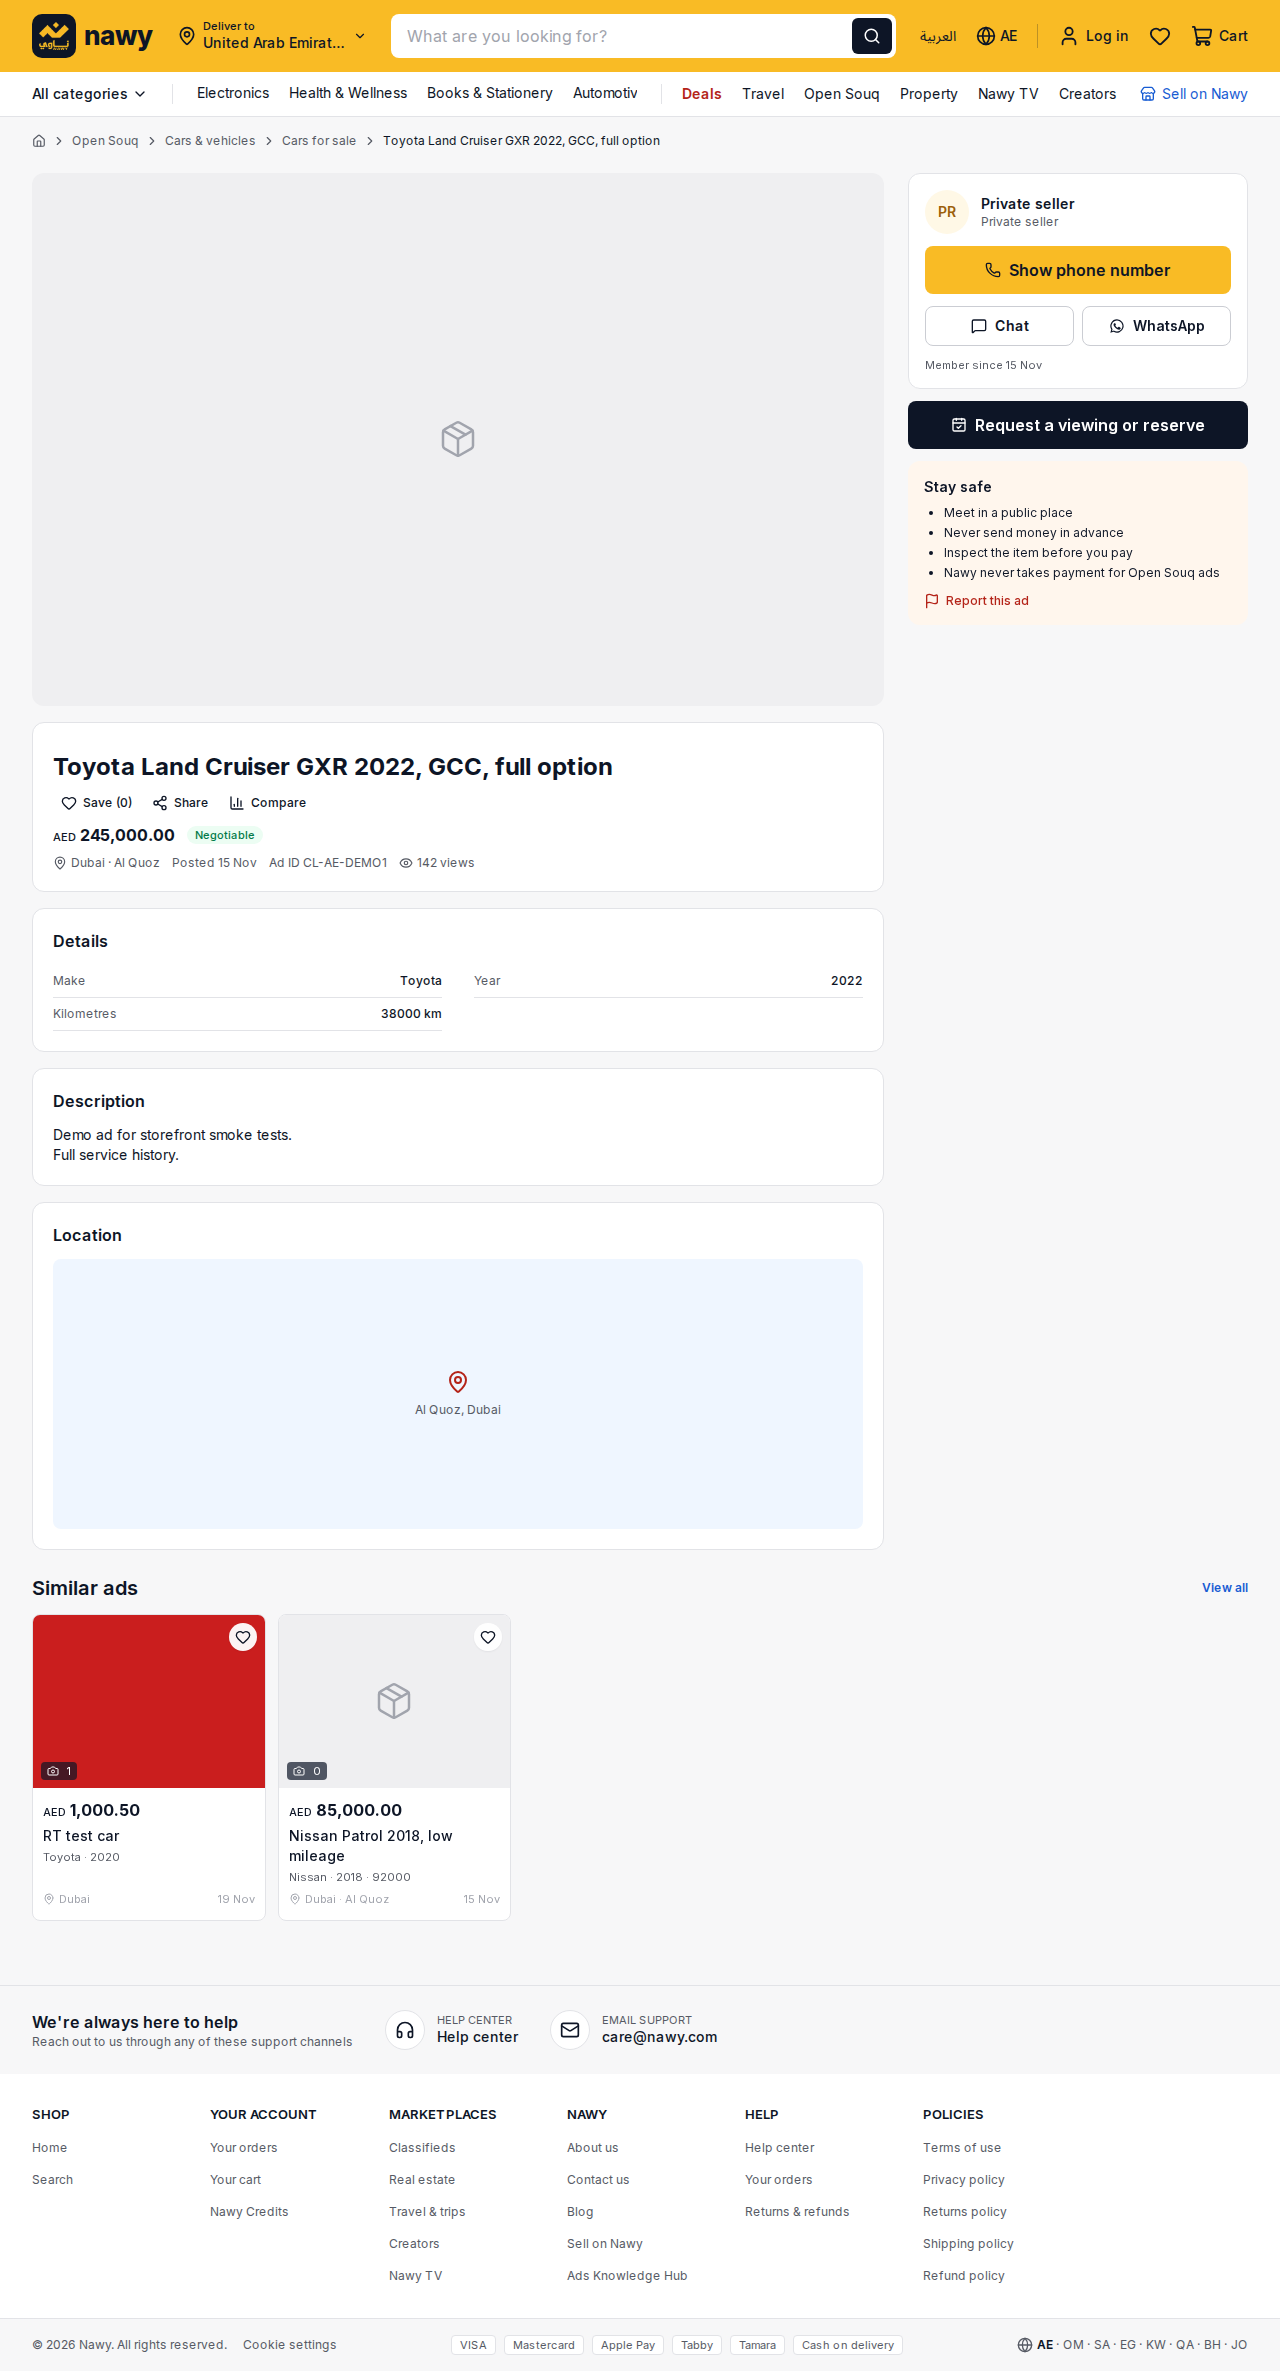 ناوي
nawy
Deliver to
United Arab Emirat...
What are you looking for?
العربية
AE
Log in
Cart
All categories
Electronics
Health & Wellness
Books & Stationery
Automotiv
Deals
Travel
Open Souq
Property
Nawy TV
Creators
Sell on Nawy
Open Souq
Cars & vehicles
Cars for sale
Toyota Land Cruiser GXR 2022, GCC, full option
PR
Private seller
Private seller
Show phone number
Chat
WhatsApp
Member since 15 Nov
Request a viewing or reserve
Stay safe
• Meet in a public place
• Never send money in advance
• Inspect the item before you pay
• Nawy never takes payment for Open Souq ads
Report this ad
Toyota Land Cruiser GXR 2022, GCC, full option
Save (0)
Share
Compare
AED 245,000.00
Negotiable
Dubai · Al Quoz
Posted 15 Nov
Ad ID CL-AE-DEMO1
142 views
Details
Make
Toyota
Year
2022
Kilometres
38000 km
Description
Demo ad for storefront smoke tests.
Full service history.
Location
Al Quoz, Dubai
Similar ads
View all
1
AED 1,000.50
RT test car
Toyota · 2020
Dubai
19 Nov
0
AED 85,000.00
Nissan Patrol 2018, low
mileage
Nissan · 2018 · 92000
Dubai · Al Quoz
15 Nov
We're always here to help
Reach out to us through any of these support channels
HELP CENTER
Help center
EMAIL SUPPORT
care@nawy.com
SHOP
Home
Search
YOUR ACCOUNT
Your orders
Your cart
Nawy Credits
MARKETPLACES
Classifieds
Real estate
Travel & trips
Creators
Nawy TV
NAWY
About us
Contact us
Blog
Sell on Nawy
Ads Knowledge Hub
HELP
Help center
Your orders
Returns & refunds
POLICIES
Terms of use
Privacy policy
Returns policy
Shipping policy
Refund policy
© 2026 Nawy. All rights reserved.
Cookie settings
VISA
Mastercard
Apple Pay
Tabby
Tamara
Cash on delivery
AE · OM · SA · EG · KW · QA · BH · JO